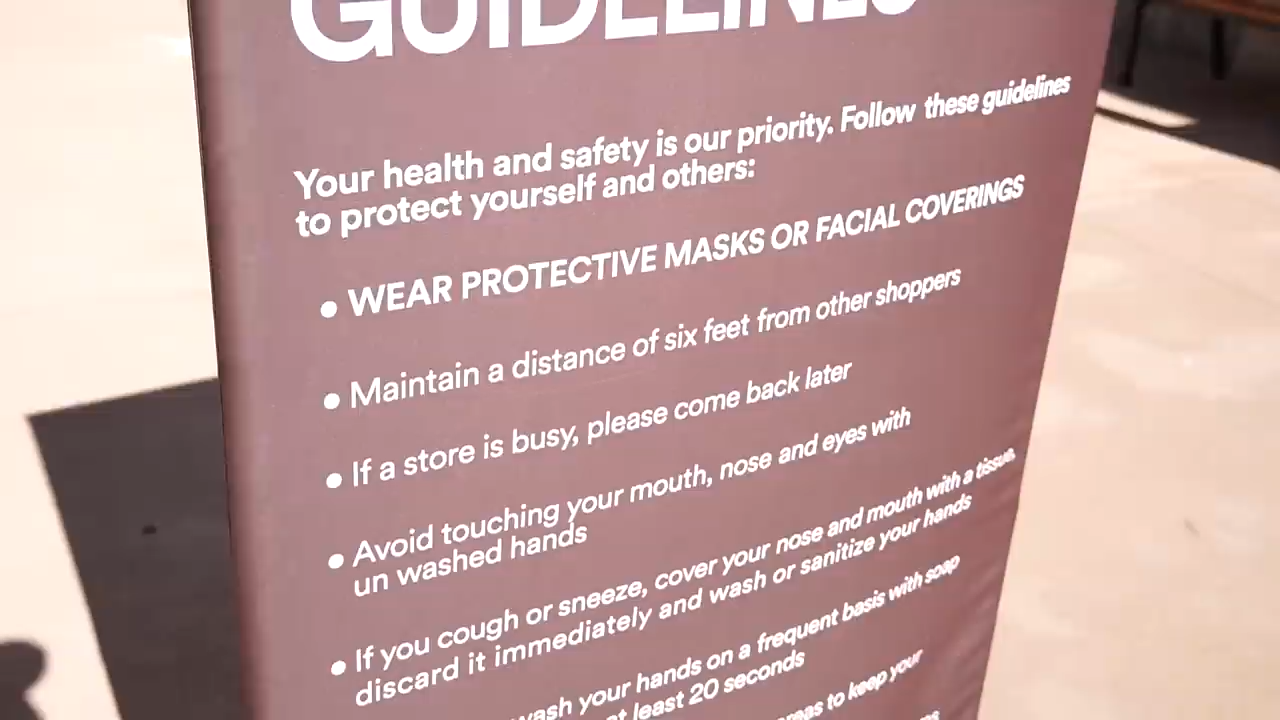 GUIDELINES
Your health and safety is our priority. Follow these guidelines
to protect yourself and others:
• WEAR PROTECTIVE MASKS OR FACIAL COVERINGS
• Maintain a distance of six feet from other shoppers
• If a store is busy, please come back later
• Avoid touching your mouth, nose and eyes with
un washed hands
• If you cough or sneeze, cover your nose and mouth with a tissue,
discard it immediately and wash or sanitize your hands
wash your hands on a frequent basis with soap
at least 20 seconds
areas to keep your